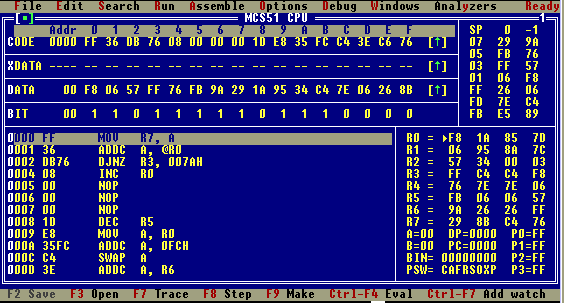 File Edit Search Run Assemble Options Debug Windows Analyzers Ready
[■] MCS51 CPU 1
Addr 0 1 2 3 4 5 6 7 8 9 A B C D E F
CODE 0000 FF 36 DB 76 08 00 00 00 1D E8 35 FC C4 3E C6 76 [↑]
XDATA ---- -- -- -- -- -- -- -- -- -- -- -- -- -- -- -- -- [↑]
DATA 00 F8 06 57 FF 76 FB 9A 29 1A 95 34 C4 7E 06 26 8B [↑]
BIT 00 1 1 0 1 0 1 1 1 1 0 0 0 0 0 0 0
SP 0 -1
07 29 9A
05 FB 76
03 FF 57
01 06 F8
FF 26 06
FD 7E C4
FB E5 89
0000 FF MOV R7, A
0001 36 ADDC A, @R0
0002 DB76 DJNZ R3, 007AH
0004 08 INC R0
0005 00 NOP
0006 00 NOP
0007 00 NOP
0008 1D DEC R5
0009 E8 MOV A, R0
000A 35FC ADDC A, 0FCH
000C C4 SWAP A
000D 3E ADDC A, R6
R0 = ►F8 1A 85 7D
R1 = 06 95 8A 7C
R2 = 57 34 00 03
R3 = FF C4 C4 F8
R4 = 76 7E 7E 06
R5 = FB 06 06 57
R6 = 9A 26 26 FF
R7 = 29 8B C4 76
A=00 DP=0000 P0=FF
B=00 PC=0000 P1=FF
BIN= 00000000 P2=FF
PSW= CAFRSOXP P3=FF
F2 Save F3 Open F7 Trace F8 Step F9 Make Ctrl-F4 Eval Ctrl-F7 Add watch